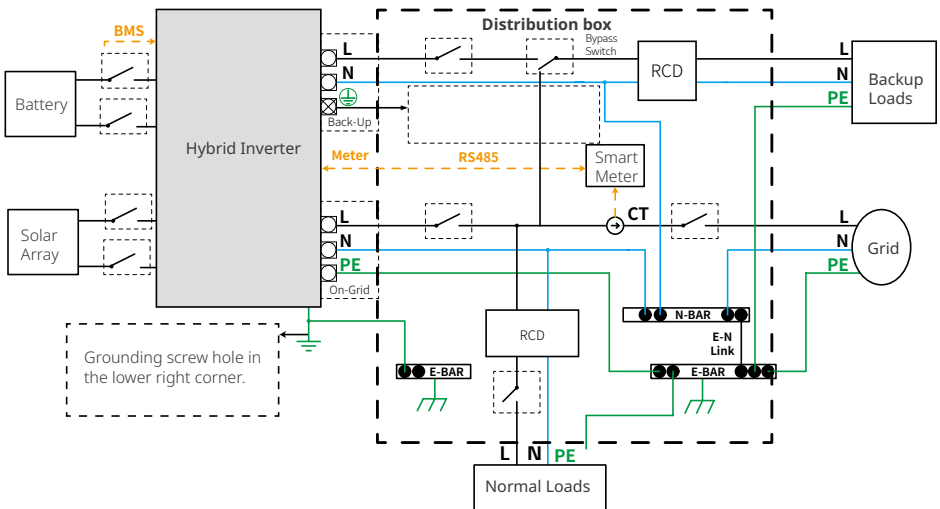 Distribution box
BMS
L
Bypass
Switch
L
N
RCD
N
Backup
Loads
Battery
PE
Back-Up
Hybrid Inverter
Meter
RS485
Smart
Meter
L
CT
L
Solar
Array
N
N
Grid
PE
PE
On-Grid
N-BAR
RCD
E-N
Link
Grounding screw hole in
the lower right corner.
E-BAR
E-BAR
L
N
PE
Normal Loads